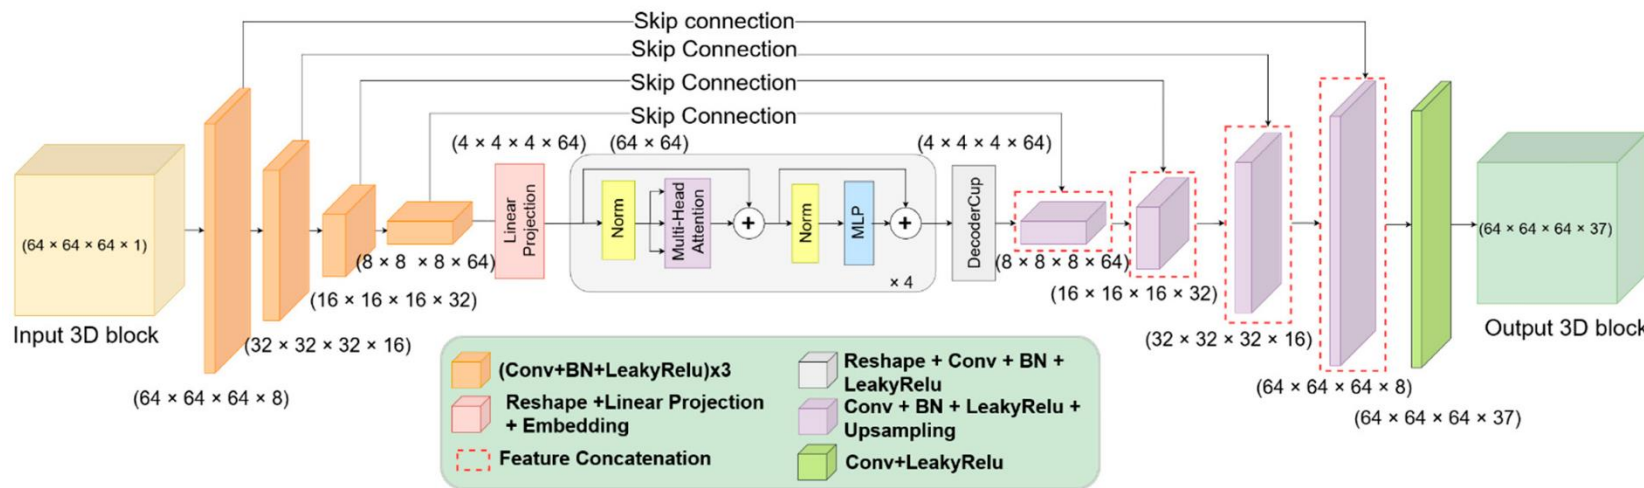 Skip connection
Skip Connection
Skip Connection
Skip Connection
(4 × 4 × 4 × 64)
(64 × 64)
(4 × 4 × 4 × 64)
(64 × 64 × 64 × 1)
Input 3D block
(64 × 64 × 64 × 8)
(32 × 32 × 32 × 16)
(16 × 16 × 16 × 32)
(8 × 8 × 8 × 64)
Linear
Projection
Norm
Multi-Head
Attention
+
Norm
MLP
+
× 4
DecoderCup
(8 × 8 × 8 × 64)
(16 × 16 × 16 × 32)
(32 × 32 × 32 × 16)
(64 × 64 × 64 × 8)
(64 × 64 × 64 × 37)
(64 × 64 × 64 × 37)
Output 3D block
(Conv+BN+LeakyRelu)x3
Reshape +Linear Projection
+ Embedding
Feature Concatenation
Reshape + Conv + BN +
LeakyRelu
Conv + BN + LeakyRelu +
Upsampling
Conv+LeakyRelu